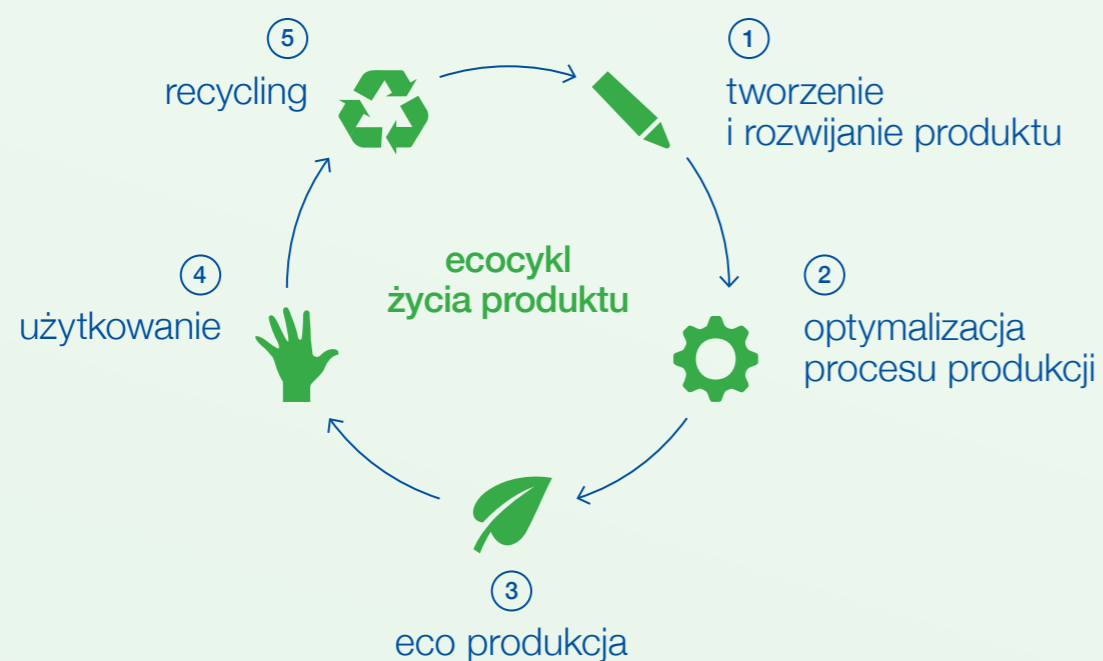 5
recycling
1
tworzenie
i rozwijanie produktu
ecocykl
życia produktu
4
użytkowanie
2
optymalizacja
procesu produkcji
3
eco produkcja